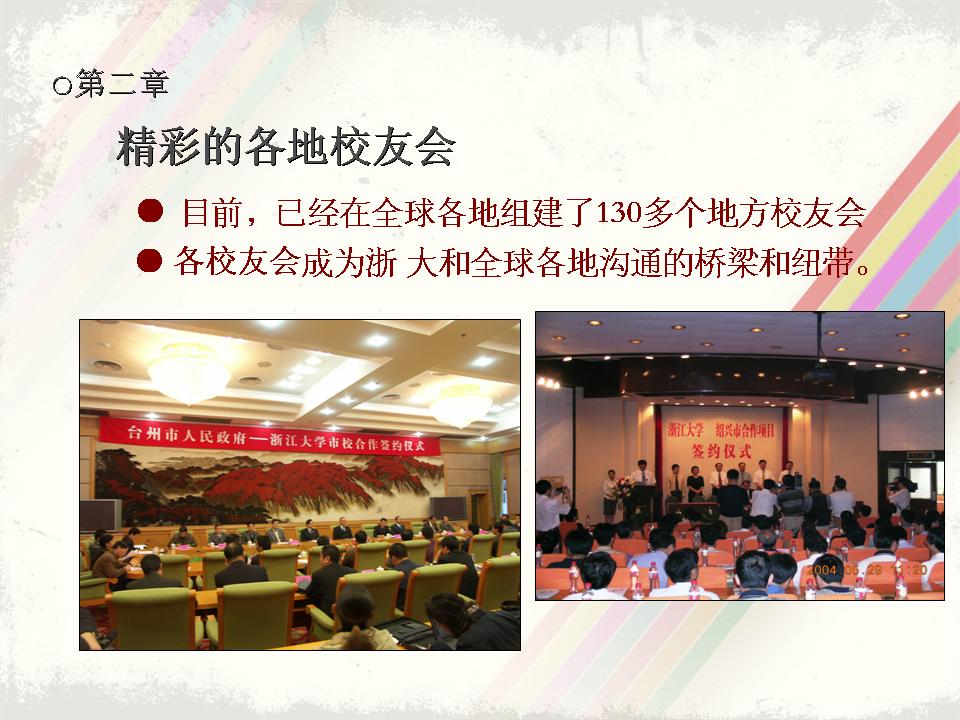 ○第二章
精彩的各地校友会
● 目前，已经在全球各地组建了130多个地方校友会
● 各校友会成为浙 大和全球各地沟通的桥梁和纽带。
台州市人民政府—浙江大学市校合作签约仪式
浙江大学 绍兴市合作项目
签约仪式
2004.05.29 11:20